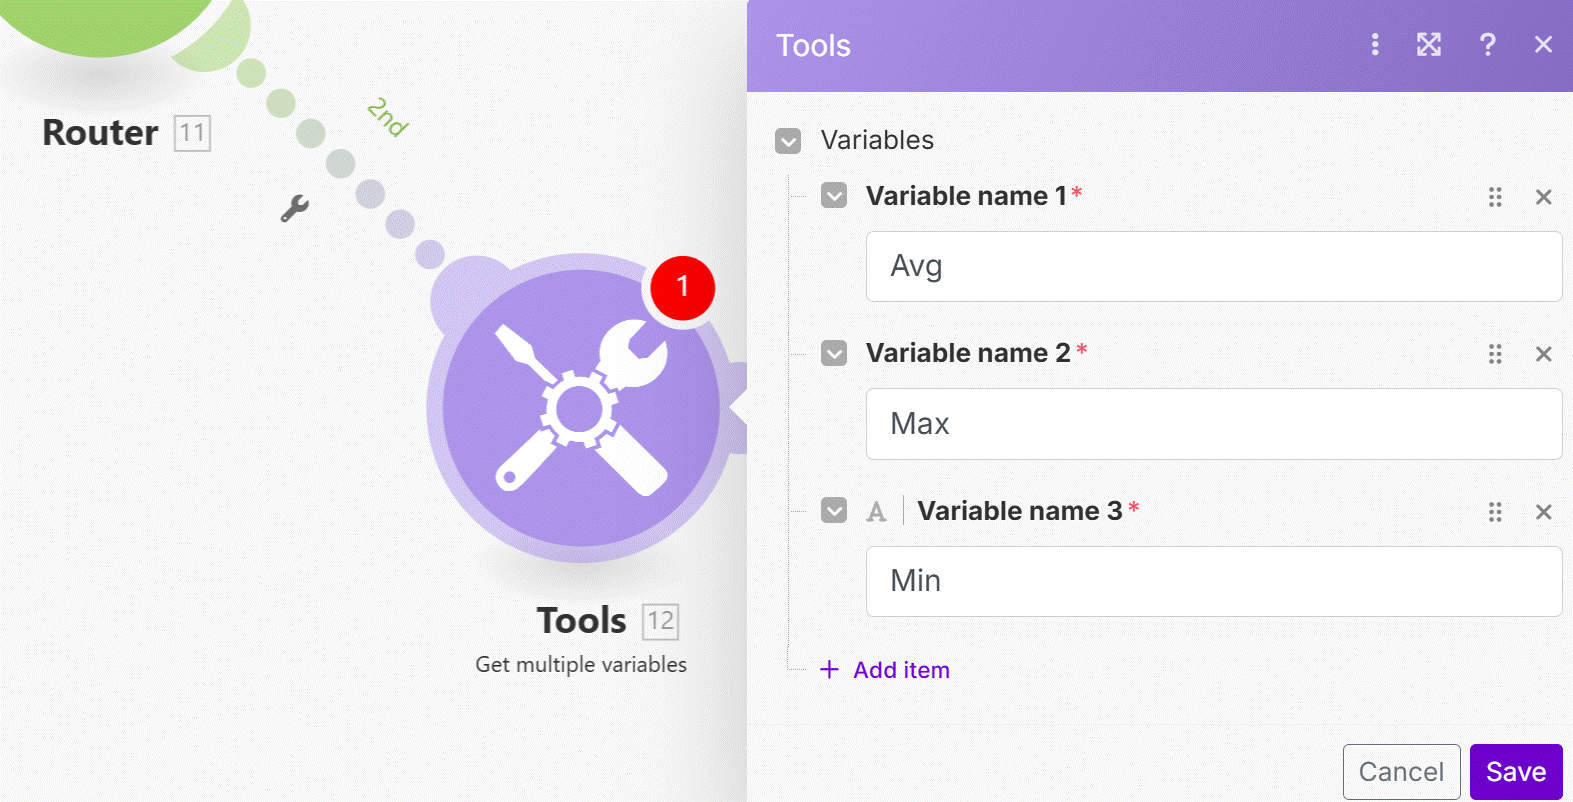 Router 11
2nd
1
Tools 12
Get multiple variables
Tools
Variables
Variable name 1*
Avg
Variable name 2*
Max
A Variable name 3*
Min
+ Add item
Cancel Save